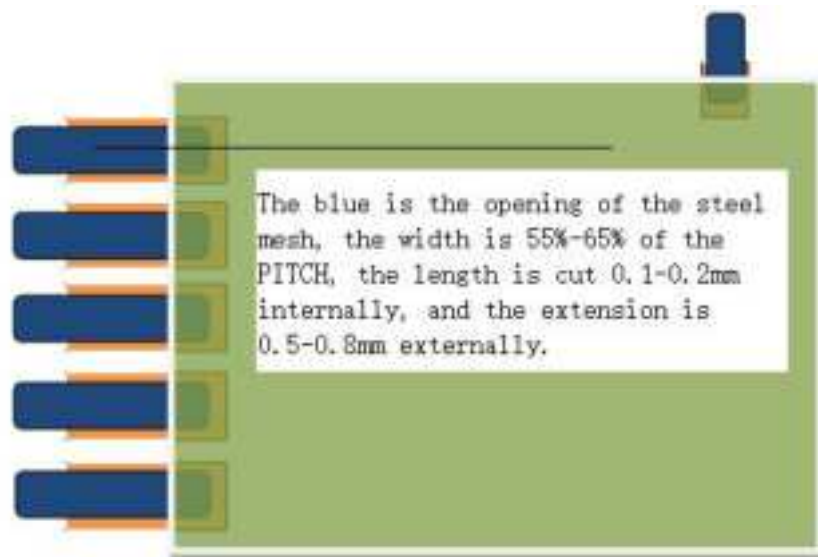 The blue is the opening of the steel
mesh, the width is 55%-65% of the
PITCH, the length is cut 0.1-0.2mm
internally, and the extension is
0.5-0.8mm externally.